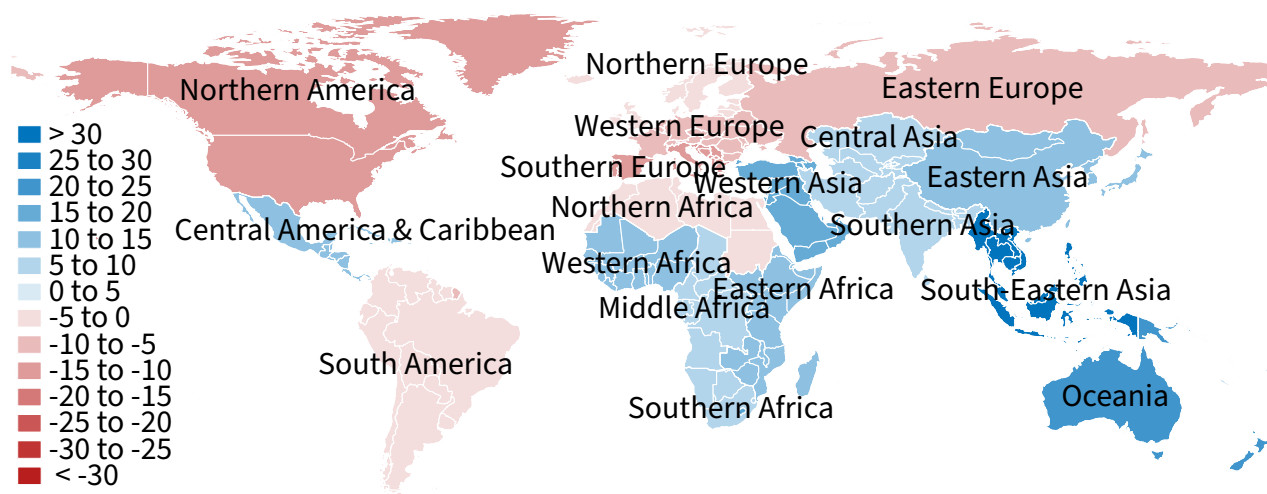 Northern Europe
Northern America
Eastern Europe
Western Europe
Central Asia
Southern Europe
Western Asia
Eastern Asia
Northern Africa
Southern Asia
Central America & Caribbean
Western Africa
Eastern Africa
South-Eastern Asia
Middle Africa
South America
Oceania
Southern Africa
> 30
25 to 30
20 to 25
15 to 20
10 to 15
5 to 10
0 to 5
-5 to 0
-10 to -5
-15 to -10
-20 to -15
-25 to -20
-30 to -25
< -30